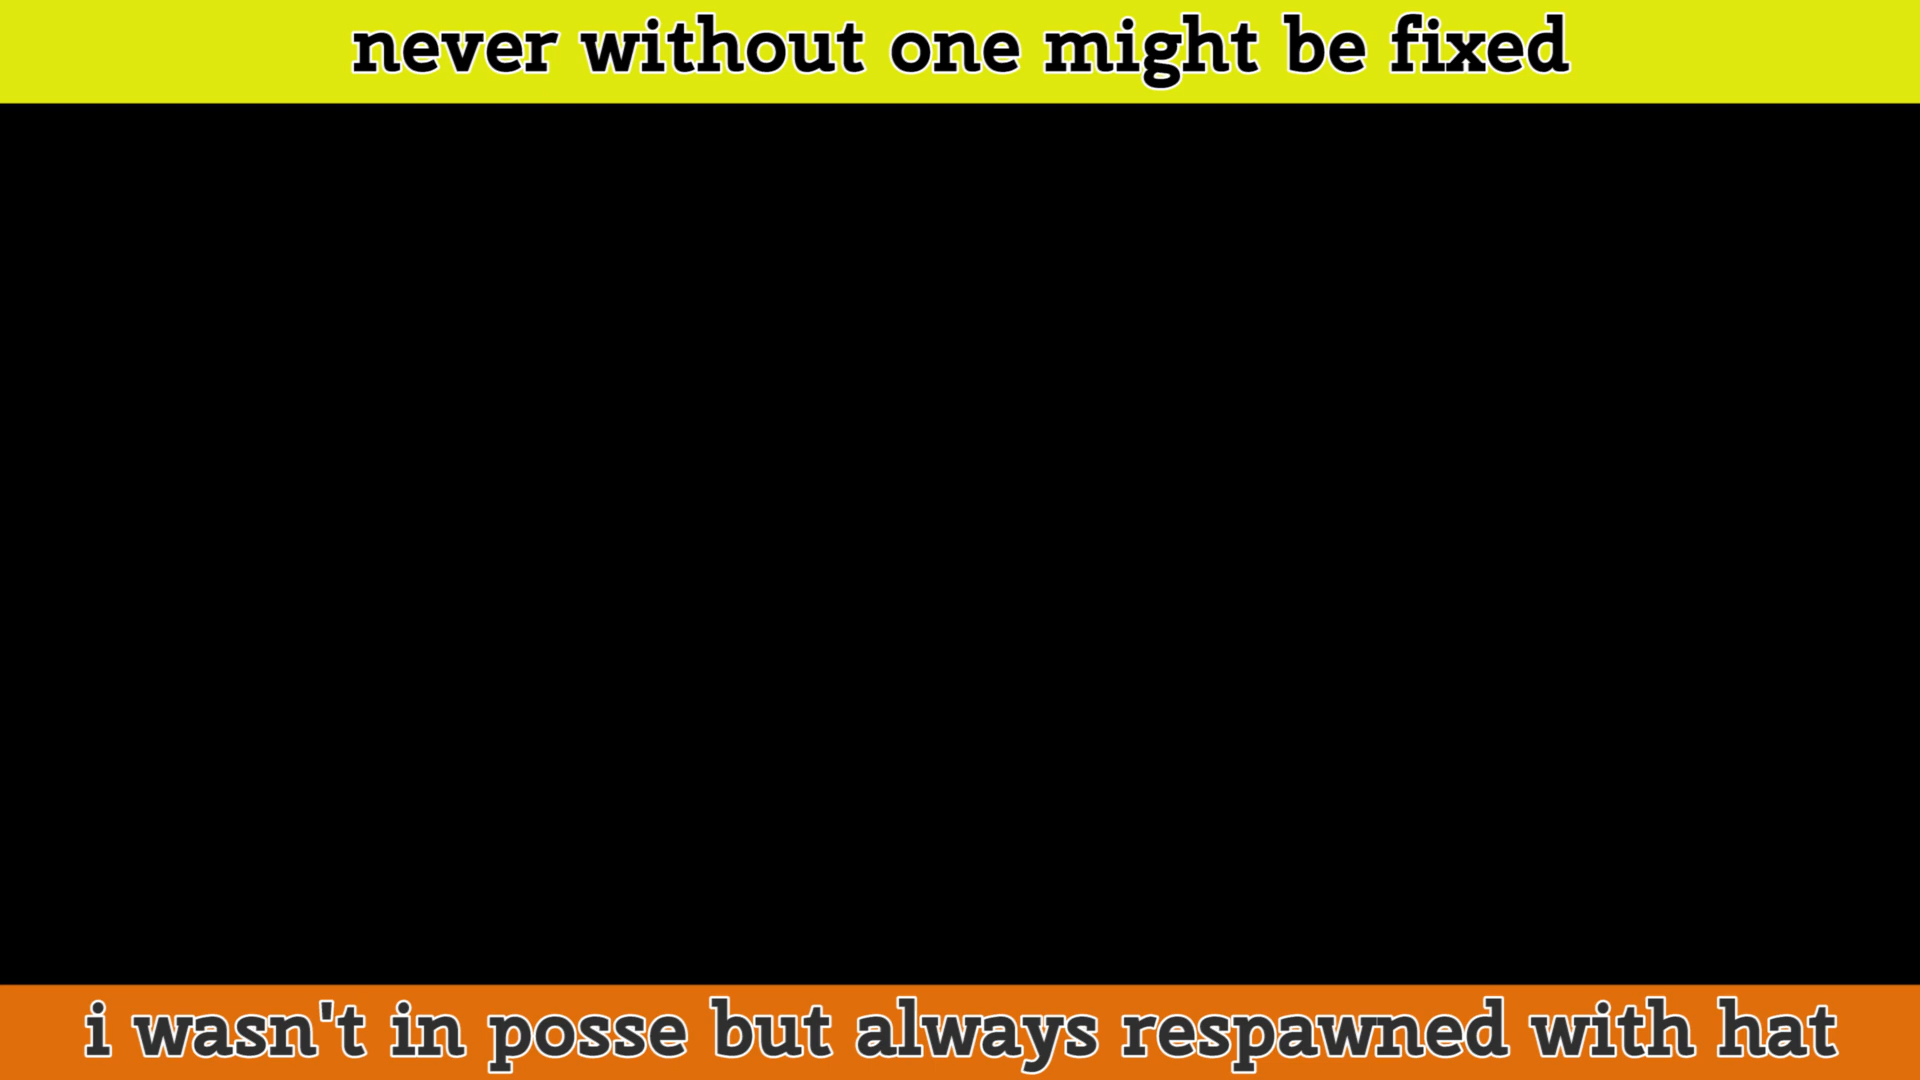 never without one might be fixed
i wasn't in posse but always respawned with hat